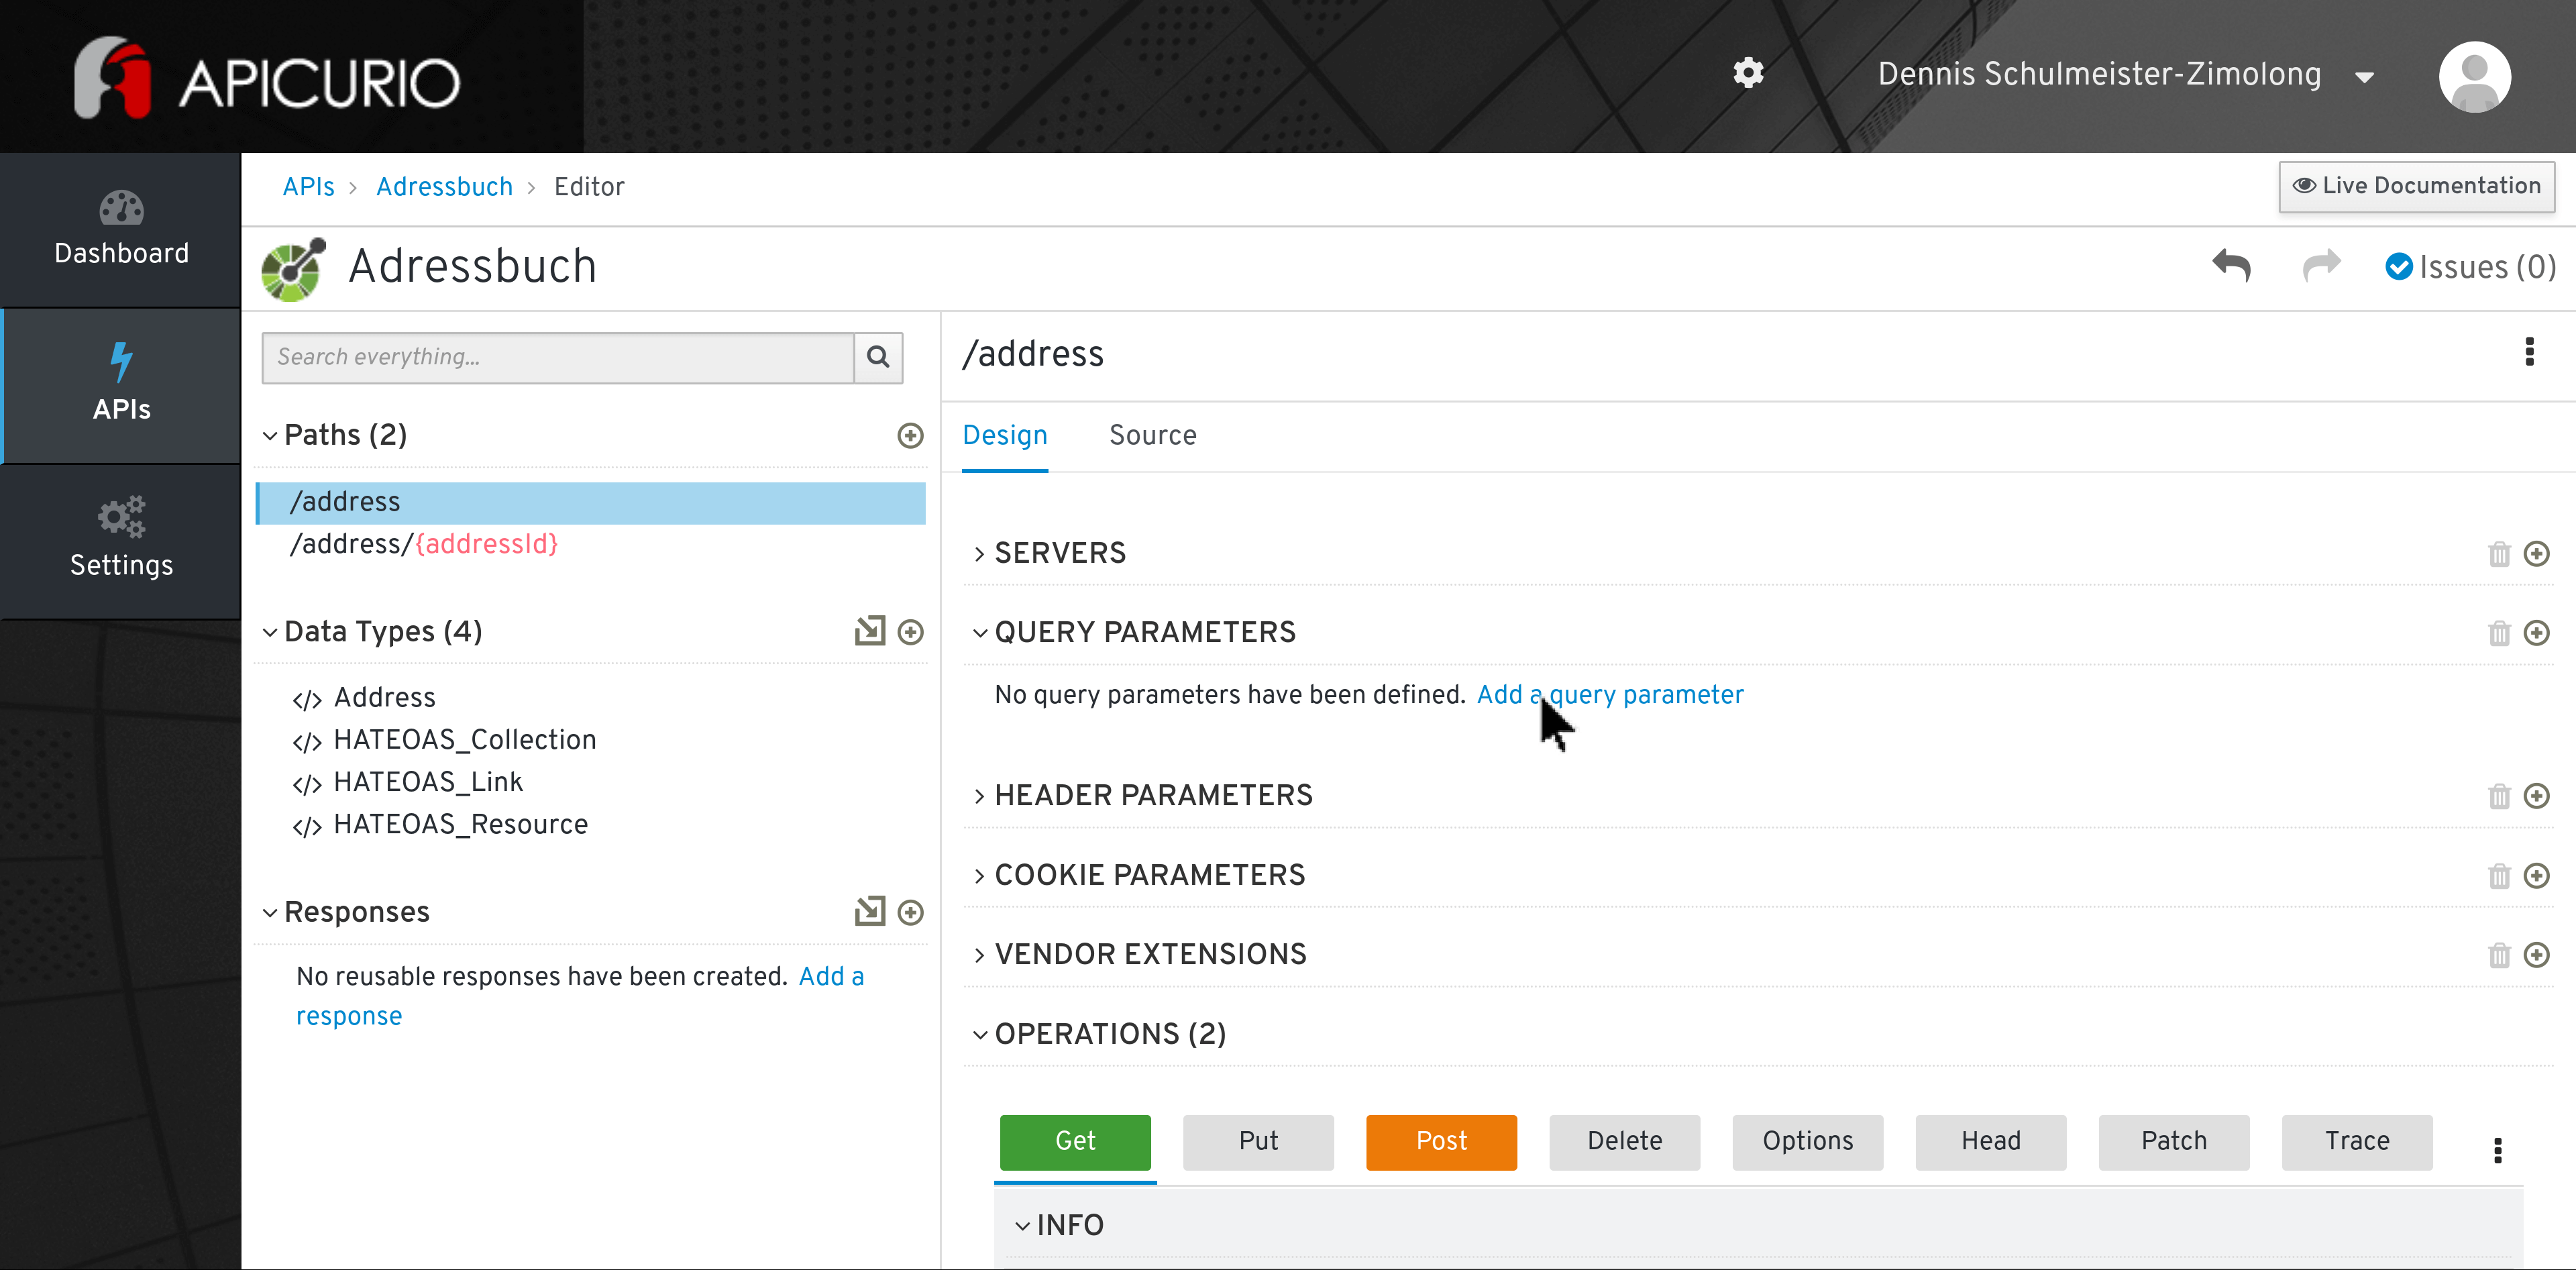 APICURIO
Dennis Schulmeister-Zimolong
Dashboard
APIs
Settings
APIs > Adressbuch > Editor
Live Documentation
Adressbuch
Issues (0)
Search everything...
Paths (2)
/address
/address/{addressId}
Data Types (4)
</> Address
</> HATEOAS_Collection
</> HATEOAS_Link
</> HATEOAS_Resource
Responses
No reusable responses have been created. Add a
response
/address
Design Source
SERVERS
QUERY PARAMETERS
No query parameters have been defined. Add a query parameter
HEADER PARAMETERS
COOKIE PARAMETERS
VENDOR EXTENSIONS
OPERATIONS (2)
Get Put Post Delete Options Head Patch Trace
INFO